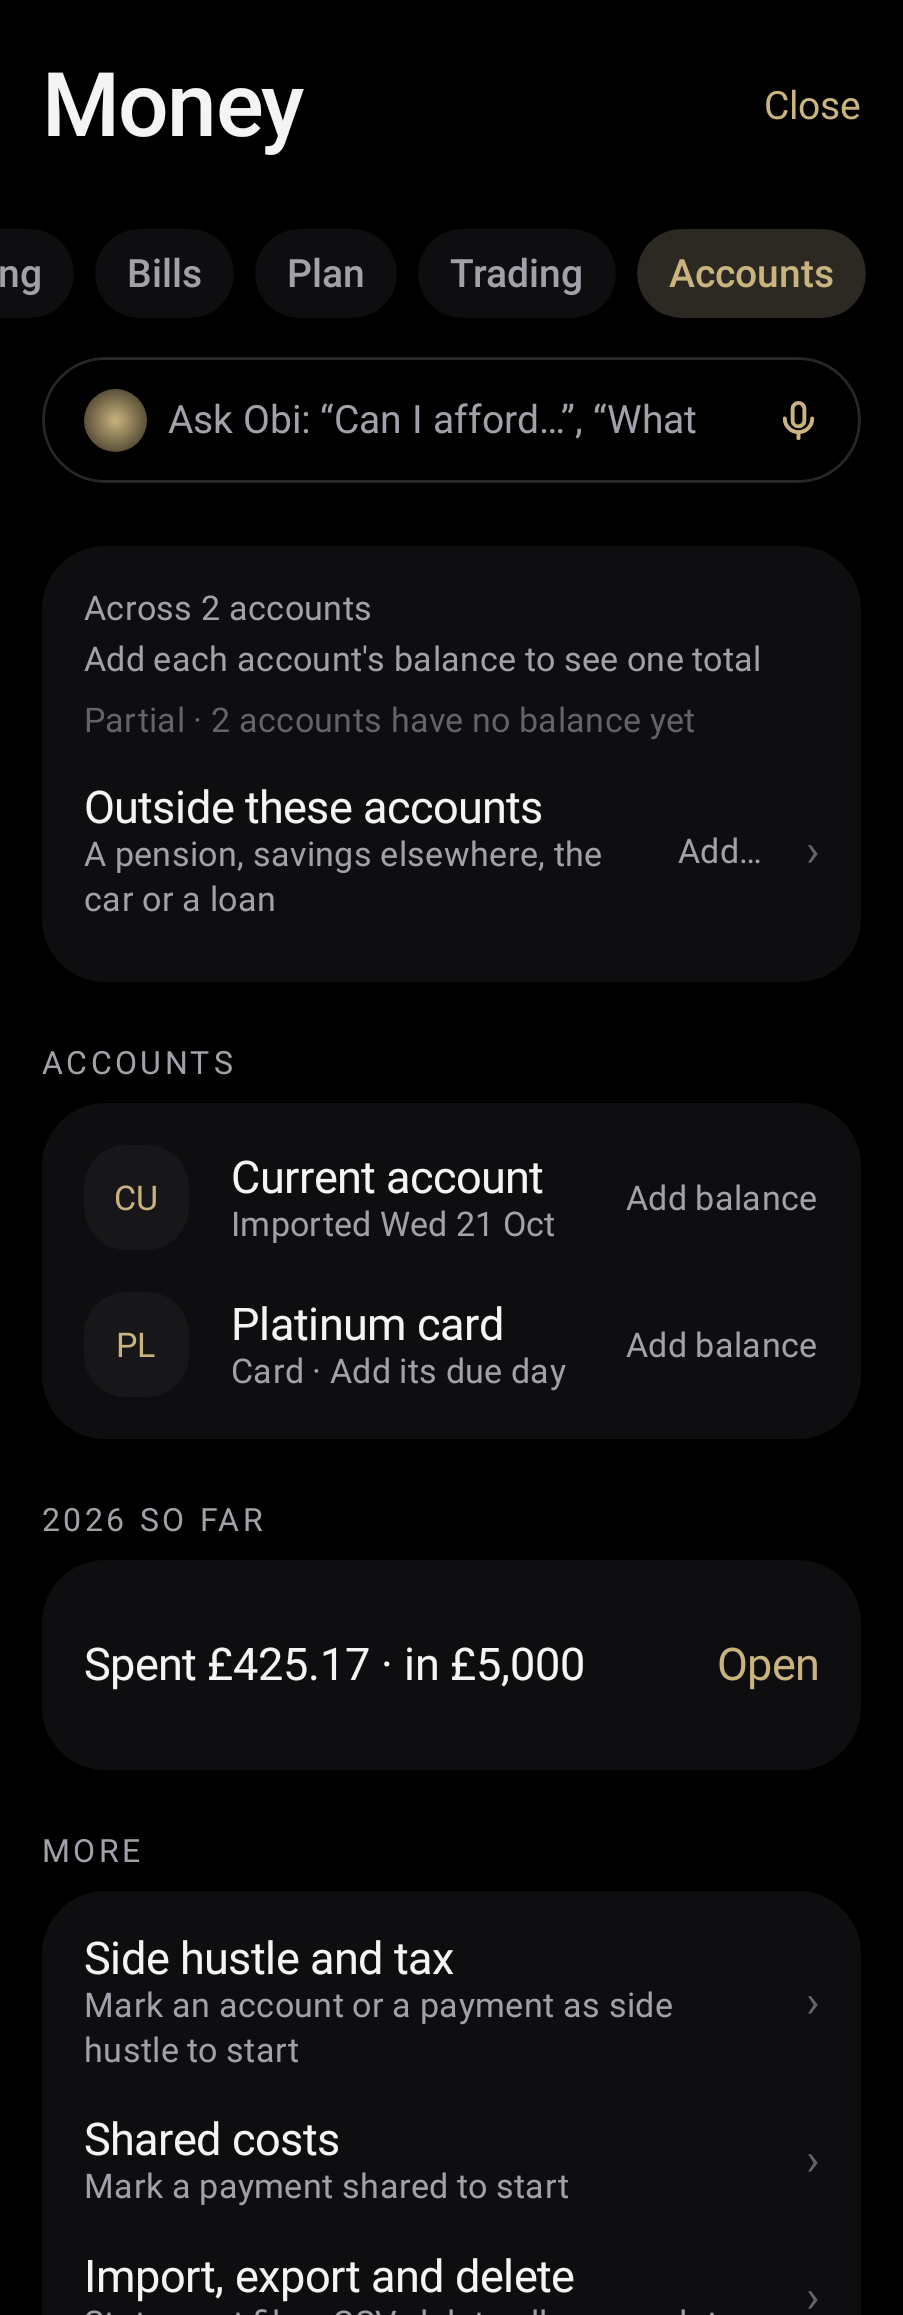 Money
Close
ng
Bills
Plan
Trading
Accounts
Ask Obi: “Can I afford…”, “What
Across 2 accounts
Add each account's balance to see one total
Partial · 2 accounts have no balance yet
Outside these accounts
A pension, savings elsewhere, the
car or a loan
Add…
ACCOUNTS
CU
Current account
Imported Wed 21 Oct
Add balance
PL
Platinum card
Card · Add its due day
Add balance
2026 SO FAR
Spent £425.17 · in £5,000
Open
MORE
Side hustle and tax
Mark an account or a payment as side
hustle to start
Shared costs
Mark a payment shared to start
Import, export and delete